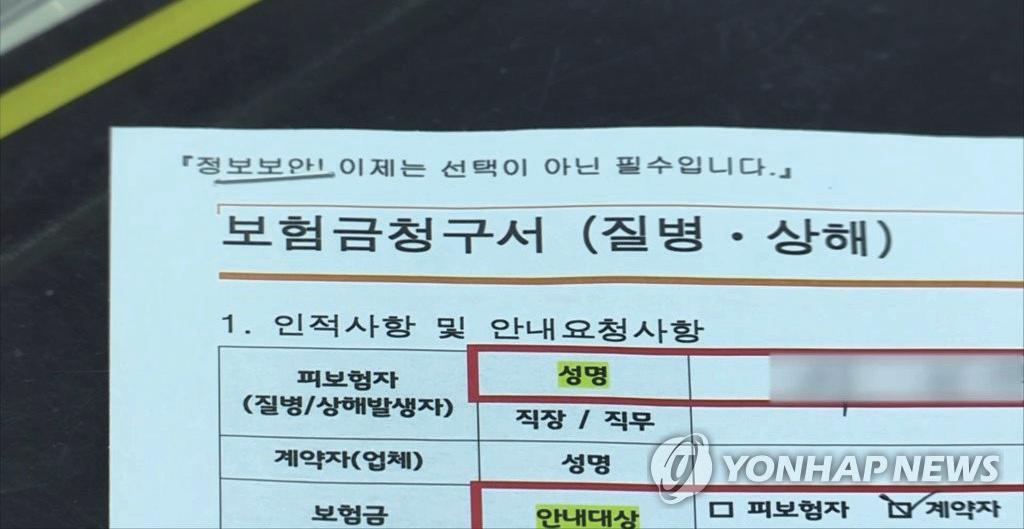 『정보보안! 이제는 선택이 아닌 필수입니다.』
보험금청구서 (질병 · 상해)
1. 인적사항 및 안내요청사항
피보험자
(질병/상해발생자)
성명
직장 / 직무
계약자(업체)
성명
보험금
안내대상
피보험자
계약자
YONHAP NEWS